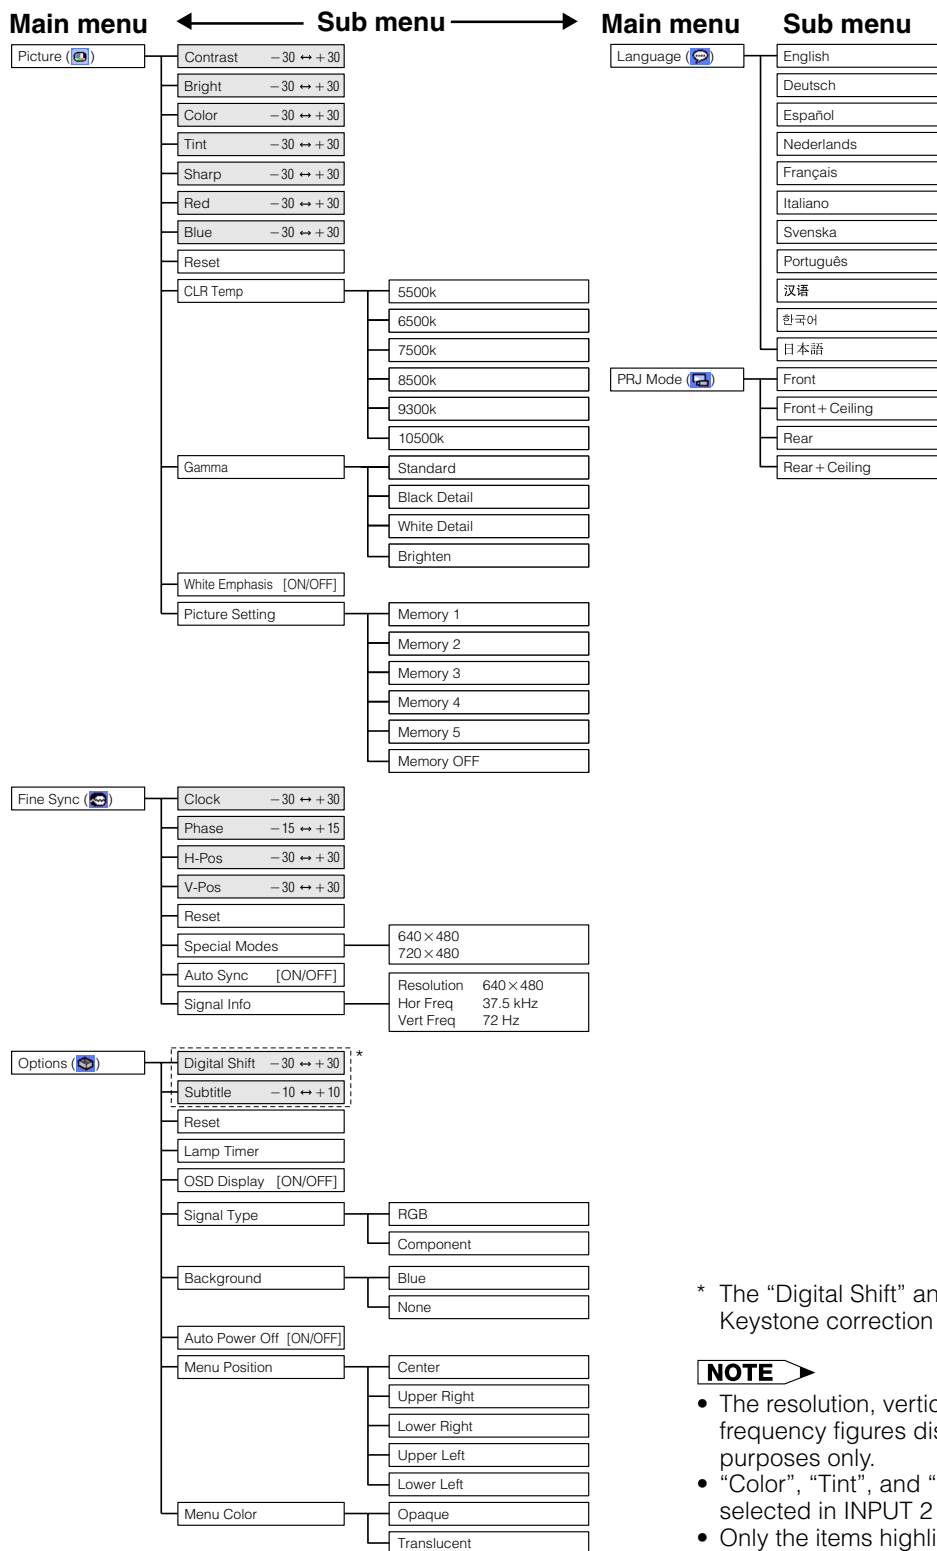 Main menu
Sub menu
Main menu
Sub menu
Picture ( )
Contrast −30 ↔ +30
Bright −30 ↔ +30
Color −30 ↔ +30
Tint −30 ↔ +30
Sharp −30 ↔ +30
Red −30 ↔ +30
Blue −30 ↔ +30
Reset
CLR Temp
5500k
6500k
7500k
8500k
9300k
10500k
Gamma
Standard
Black Detail
White Detail
Brighten
White Emphasis [ON/OFF]
Picture Setting
Memory 1
Memory 2
Memory 3
Memory 4
Memory 5
Memory OFF
Fine Sync ( )
Clock −30 ↔ +30
Phase −15 ↔ +15
H-Pos −30 ↔ +30
V-Pos −30 ↔ +30
Reset
Special Modes
640×480
720×480
Auto Sync [ON/OFF]
Signal Info
Resolution 640×480
Hor Freq 37.5 kHz
Vert Freq 72 Hz
Options ( )
Digital Shift −30 ↔ +30 *
Subtitle −10 ↔ +10
Reset
Lamp Timer
OSD Display [ON/OFF]
Signal Type
RGB
Component
Background
Blue
None
Auto Power Off [ON/OFF]
Menu Position
Center
Upper Right
Lower Right
Upper Left
Lower Left
Menu Color
Opaque
Translucent
Language ( )
English
Deutsch
Español
Nederlands
Français
Italiano
Svenska
Português
汉语
한국어
日本語
PRJ Mode ( )
Front
Front+Ceiling
Rear
Rear+Ceiling
* The “Digital Shift” an
Keystone correction
NOTE
• The resolution, vertic
frequency figures dis
purposes only.
• “Color”, “Tint”, and “
selected in INPUT 2
• Only the items highli